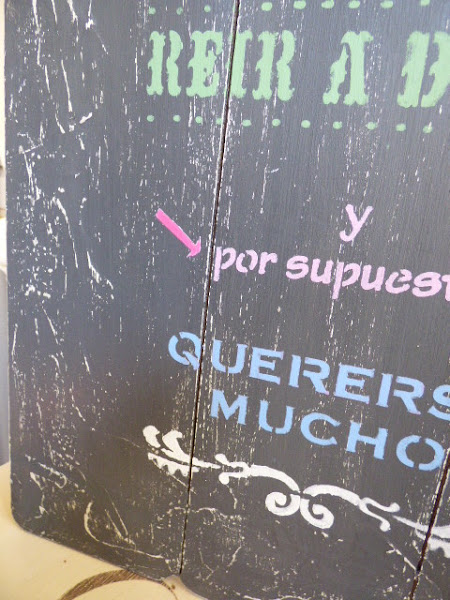 REIR A
y
por supuest
QUERERS
MUCHO